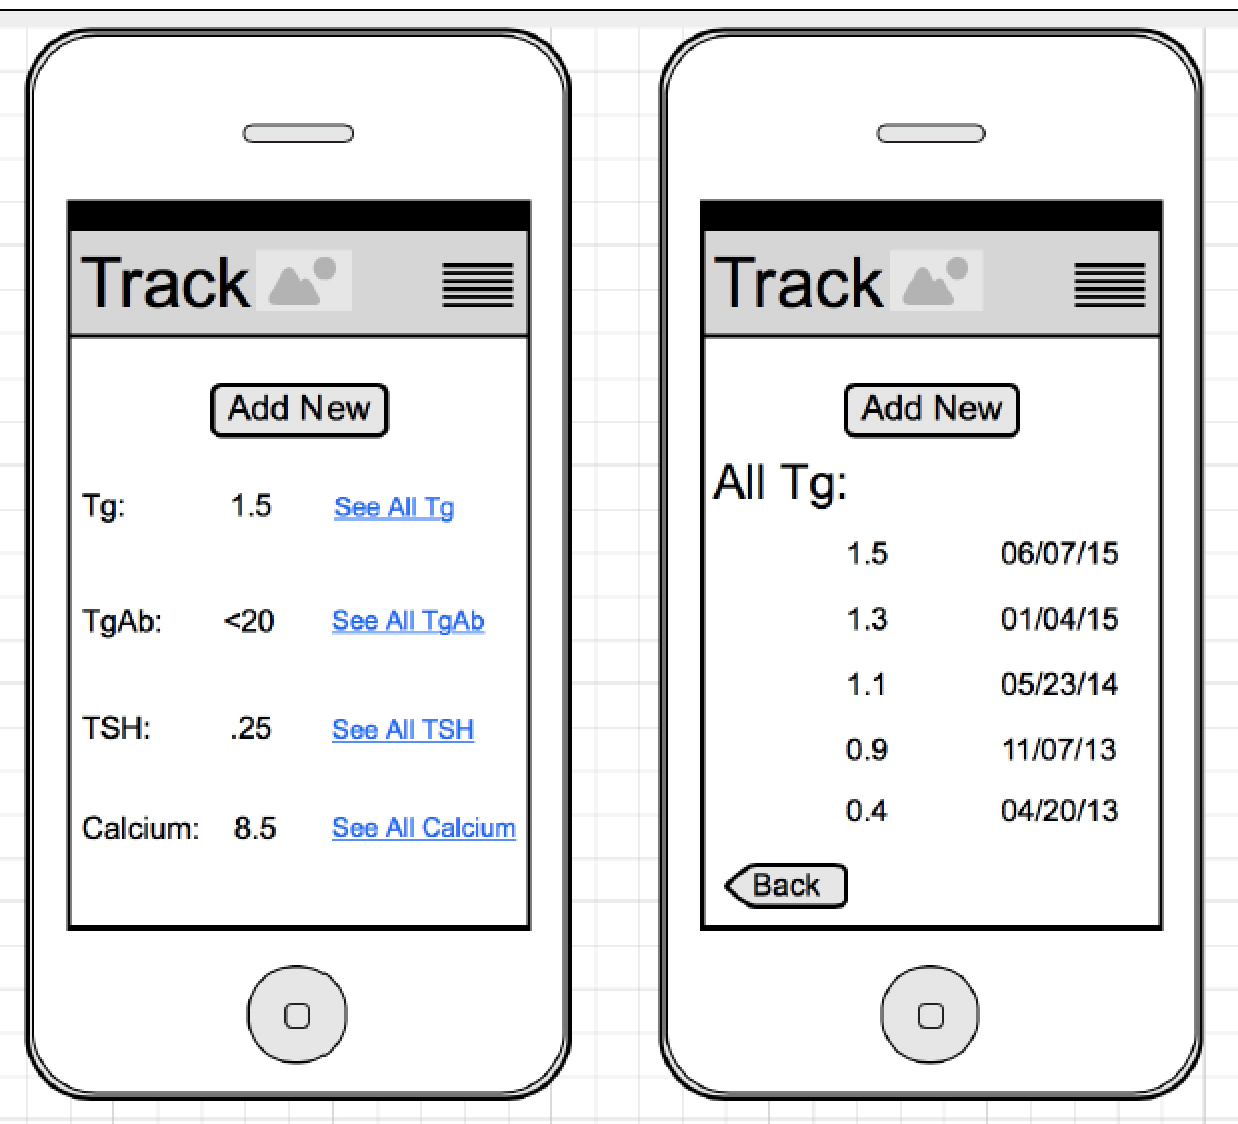 Track
Add New
Tg: 1.5 See All Tg
TgAb: <20 See All TgAb
TSH: .25 See All TSH
Calcium: 8.5 See All Calcium
Track
Add New
All Tg:
1.5 06/07/15
1.3 01/04/15
1.1 05/23/14
0.9 11/07/13
0.4 04/20/13
Back